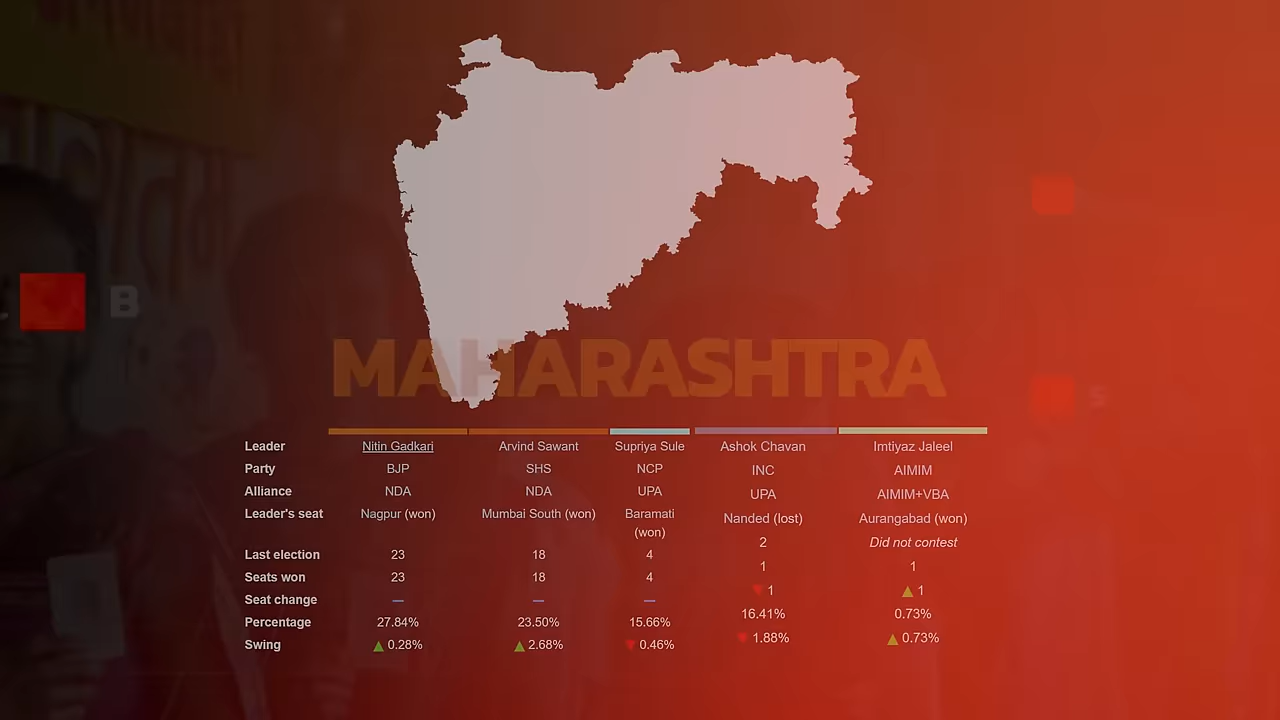 B
S
MAHARASHTRA
Leader Nitin Gadkari Arvind Sawant Supriya Sule Ashok Chavan Imtiyaz Jaleel
Party BJP SHS NCP INC AIMIM
Alliance NDA NDA UPA UPA AIMIM+VBA
Leader's seat Nagpur (won) Mumbai South (won) Baramati (won) Nanded (lost) Aurangabad (won)
Last election 23 18 4 2 Did not contest
Seats won 23 18 4 1 1
Seat change — — — ▼ 1 ▲ 1
Percentage 27.84% 23.50% 15.66% 16.41% 0.73%
Swing ▲ 0.28% ▲ 2.68% ▼ 0.46% ▼ 1.88% ▲ 0.73%